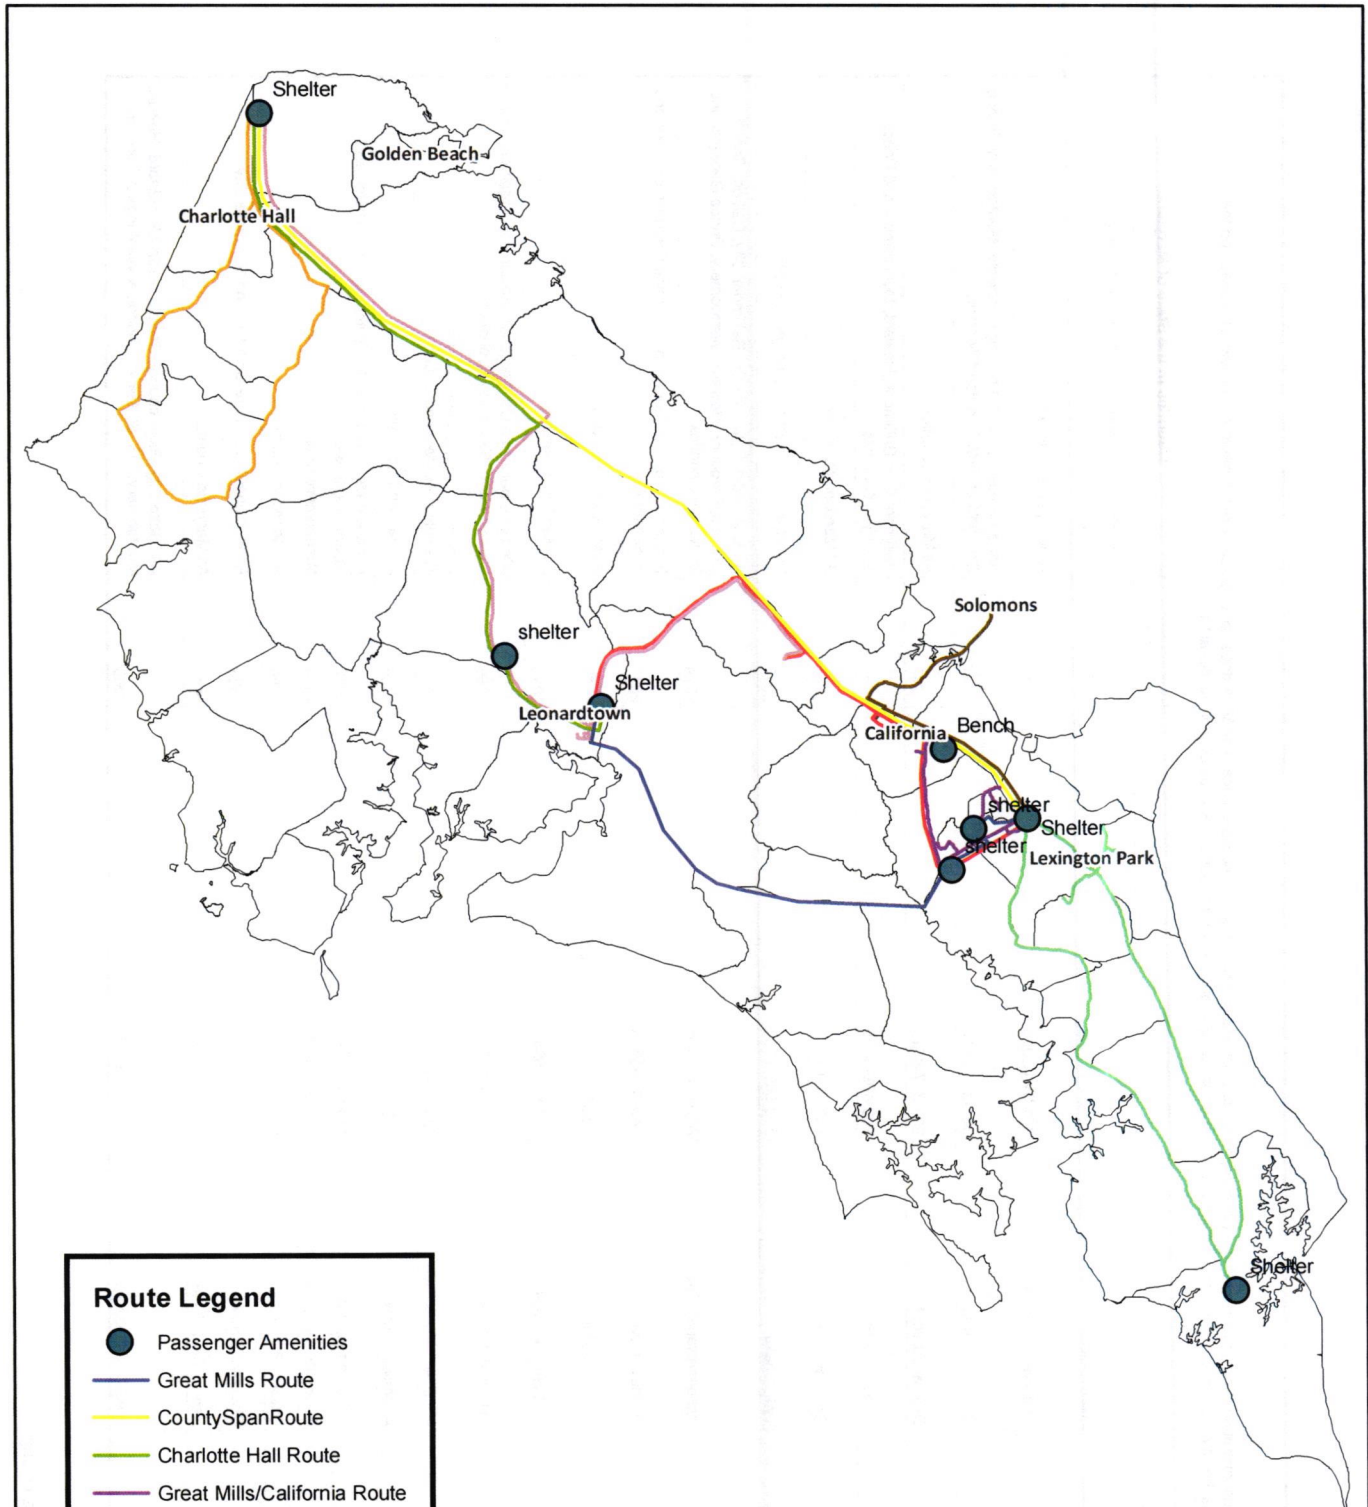 Shelter
Golden Beach
Charlotte Hall
Solomons
shelter
Shelter
Leonardtown
Bench
California
shelter
Shelter
shelter
Lexington Park
Shelter
Route Legend
Passenger Amenities
Great Mills Route
CountySpanRoute
Charlotte Hall Route
Great Mills/California Route